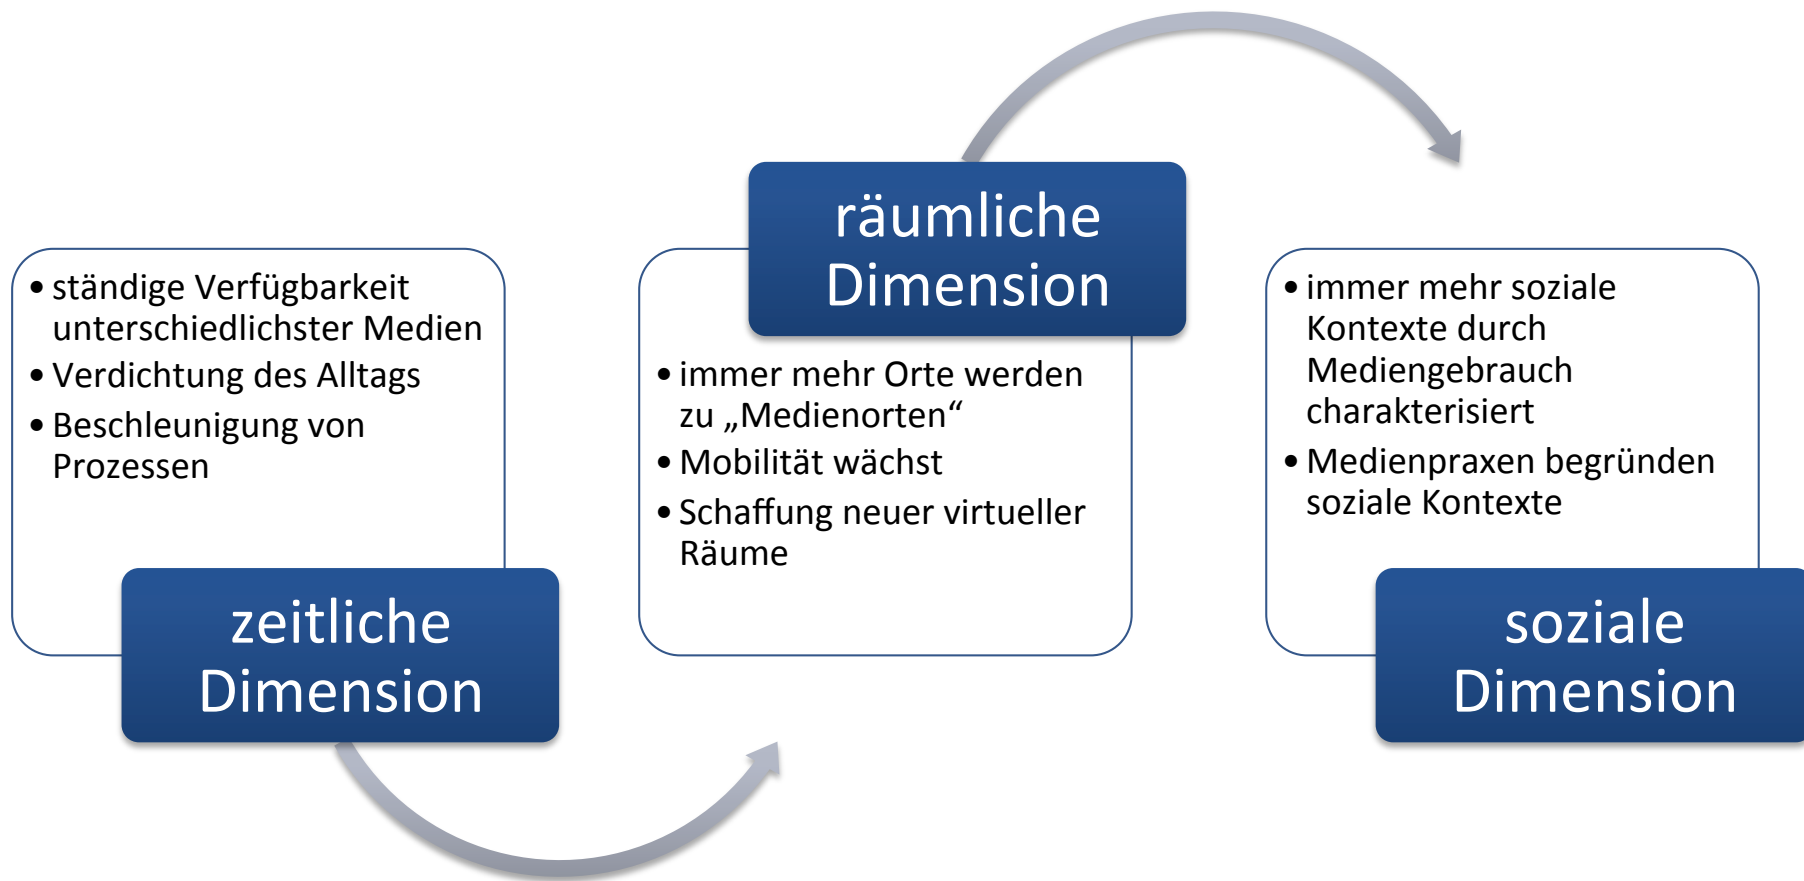 • ständige Verfügbarkeit
unterschiedlichster Medien
• Verdichtung des Alltags
• Beschleunigung von
Prozessen
zeitliche
Dimension
räumliche
Dimension
• immer mehr Orte werden
zu „Medienorten“
• Mobilität wächst
• Schaffung neuer virtueller
Räume
• immer mehr soziale
Kontexte durch
Mediengebrauch
charakterisiert
• Medienpraxen begründen
soziale Kontexte
soziale
Dimension